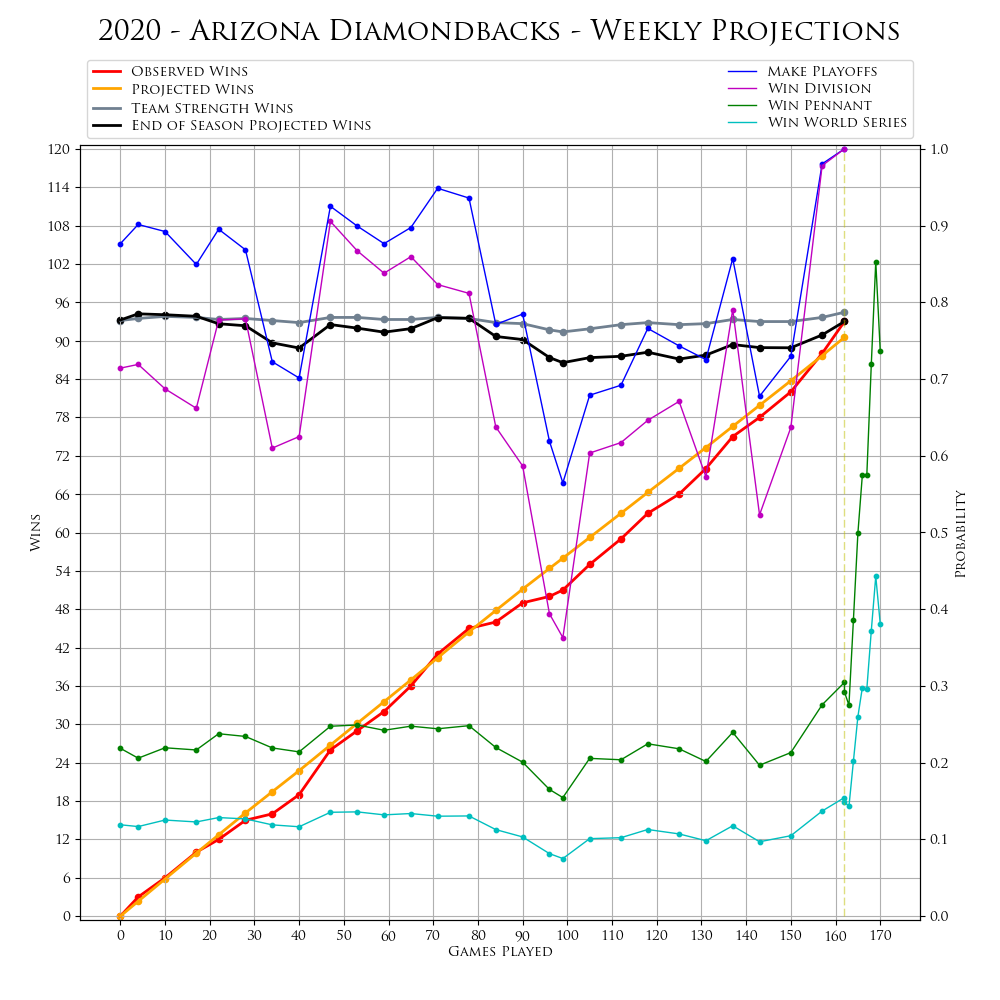 2020 - Arizona Diamondbacks - Weekly Projections
Observed Wins
Projected Wins
Team Strength Wins
End of Season Projected Wins
Make Playoffs
Win Division
Win Pennant
Win World Series
120
114
108
102
96
90
84
78
72
66
60
54
48
42
36
30
24
18
12
6
0
Wins
1.0
0.9
0.8
0.7
0.6
0.5
0.4
0.3
0.2
0.1
0.0
Probability
0 10 20 30 40 50 60 70 80 90 100 110 120 130 140 150 160 170
Games Played